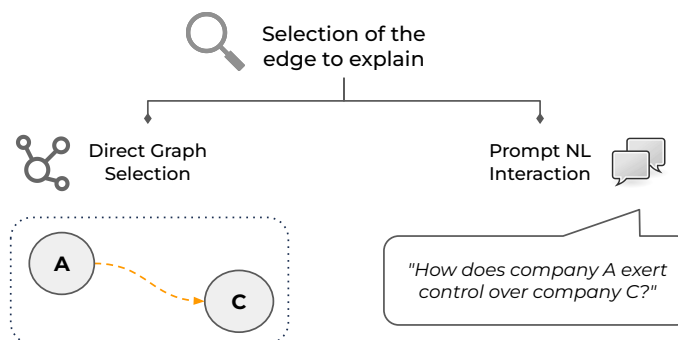 Selection of the
edge to explain
Direct Graph
Selection
Prompt NL
Interaction
A
C
"How does company A exert
control over company C?"